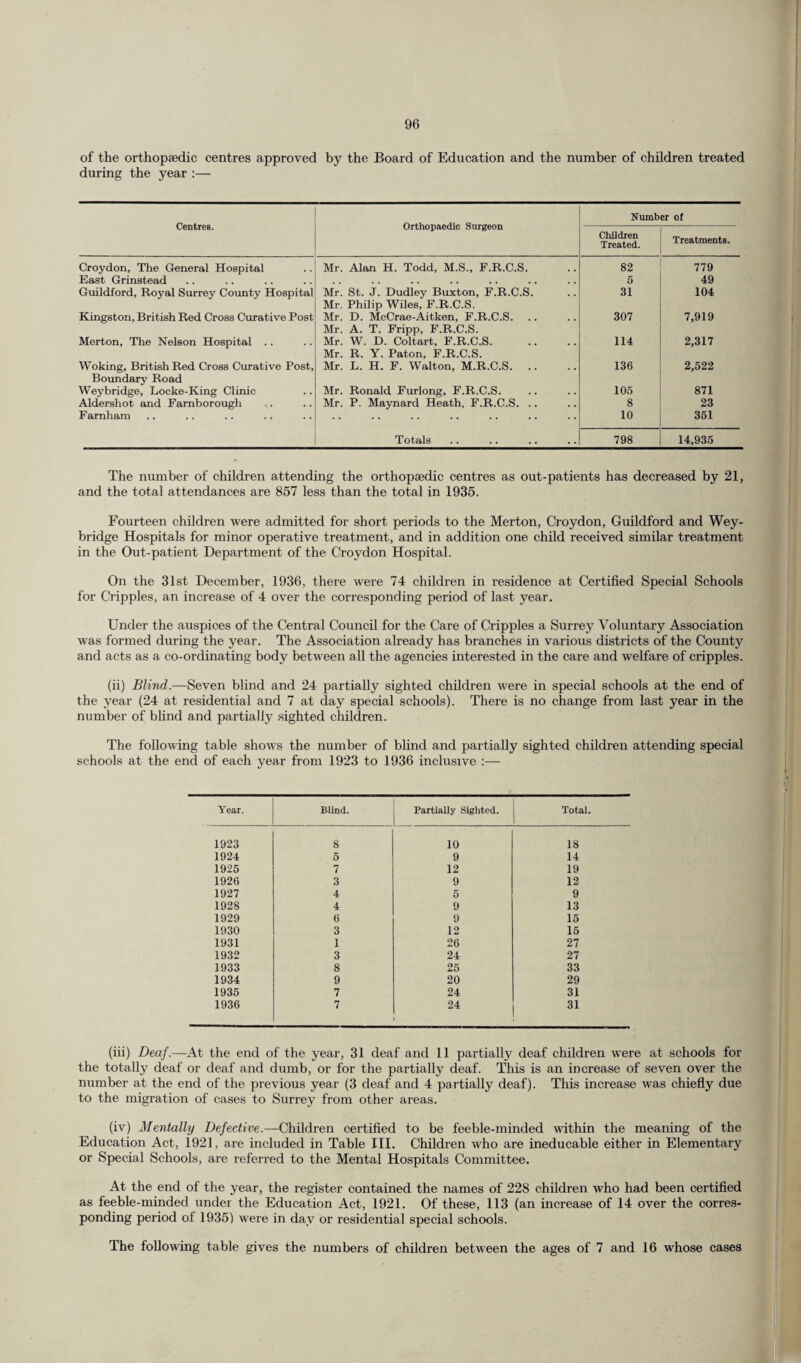 96
of the orthopædic centres approved by the Board of Education and the number of children treated
during the year :—
Centres. Orthopaedic Surgeon Number of
Children Treated. Treatments.
Croydon, The General Hospital .. Mr. Alan H. Todd, M.S., F.R.C.S. .. 82 779
East Grinstead .. .. .. .. .. .. .. .. .. .. .. 5 49
Guildford, Royal Surrey County Hospital Mr. St. J. Dudley Buxton, F.R.C.S. .. 31 104
Mr. Philip Wiles, F.R.C.S.
Kingston, British Red Cross Curative Post Mr. D. McCrae-Aitken, F.R.C.S. .. .. 307 7,919
Mr. A. T. Fripp, F.R.C.S.
Merton, The Nelson Hospital .. .. Mr. W. D. Coltart, F.R.C.S. .. .. 114 2,317
Mr. R. Y. Paton, F.R.C.S.
Woking, British Red Cross Curative Post, Mr. L. H. F. Walton, M.R.C.S. .. .. 136 2,522
Boundary Road
Weybridge, Locke-King Clinic .. Mr. Ronald Furlong, F.R.C.S. .. .. 105 871
Aldershot and Farnborough .. .. Mr. P. Maynard Heath, F.R.C.S. .. .. 8 23
Farnham .. .. .. .. .. .. .. .. .. .. .. .. 10 351
Totals .. .. .. .. 798 14,935
The number of children attending the orthopædic centres as out-patients has decreased by 21,
and the total attendances are 857 less than the total in 1935.
Fourteen children were admitted for short periods to the Merton, Croydon, Guildford and Wey-
bridge Hospitals for minor operative treatment, and in addition one child received similar treatment
in the Out-patient Department of the Croydon Hospital.
On the 31st December, 1936, there were 74 children in residence at Certified Special Schools
for Cripples, an increase of 4 over the corresponding period of last year.
Under the auspices of the Central Council for the Care of Cripples a Surrey Voluntary Association
was formed during the year. The Association already has branches in various districts of the County
and acts as a co-ordinating body between all the agencies interested in the care and welfare of cripples.
(ii) Blind.—Seven blind and 24 partially sighted children were in special schools at the end of
the year (24 at residential and 7 at day special schools). There is no change from last year in the
number of blind and partially sighted children.
The following table shows the number of blind and partially sighted children attending special
schools at the end of each year from 1923 to 1936 inclusive :—
Year. Blind. Partially Sighted. Total.
1923 8 10 18
1924 5 9 14
1925 7 12 19
1926 3 9 12
1927 4 5 9
1928 4 9 13
1929 6 9 15
1930 3 12 15
1931 1 26 27
1932 3 24 27
1933 8 25 33
1934 9 20 29
1935 7 24 31
1936 7 24 31
(iii) Deaf.—At the end of the year, 31 deaf and 11 partially deaf children were at schools for
the totally deaf or deaf and dumb, or for the partially deaf. This is an increase of seven over the
number at the end of the previous year (3 deaf and 4 partially deaf). This increase was chiefly due
to the migration of cases to Surrey from other areas.
(iv) Mentally Defective.—Children certified to be feeble-minded within the meaning of the
Education Act, 1921, are included in Table III. Children who are ineducable either in Elementary
or Special Schools, are referred to the Mental Hospitals Committee.
At the end of the year, the register contained the names of 228 children who had been certified
as feeble-minded under the Education Act, 1921. Of these, 113 (an increase of 14 over the corres-
ponding period of 1935) were in day or residential special schools.
The following table gives the numbers of children between the ages of 7 and 16 whose cases